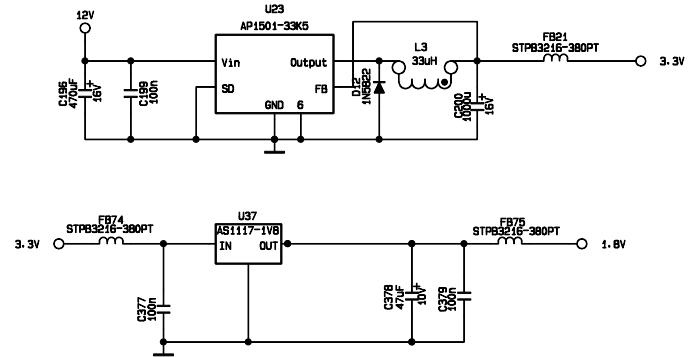 12V
U23
AP1501-33K5
Vin
Output
SD
FB
GND
6
C196
470uF
16V
C199
100n
D12
1N5822
L3
33uH
C200
1000u
16V
FB21
STPB3216-380PT
3.3V
3.3V
FB74
STPB3216-380PT
U37
AS1117-1V8
IN
OUT
C377
100n
C378
47uF
10V
C379
100n
FB75
STPB3216-380PT
1.8V